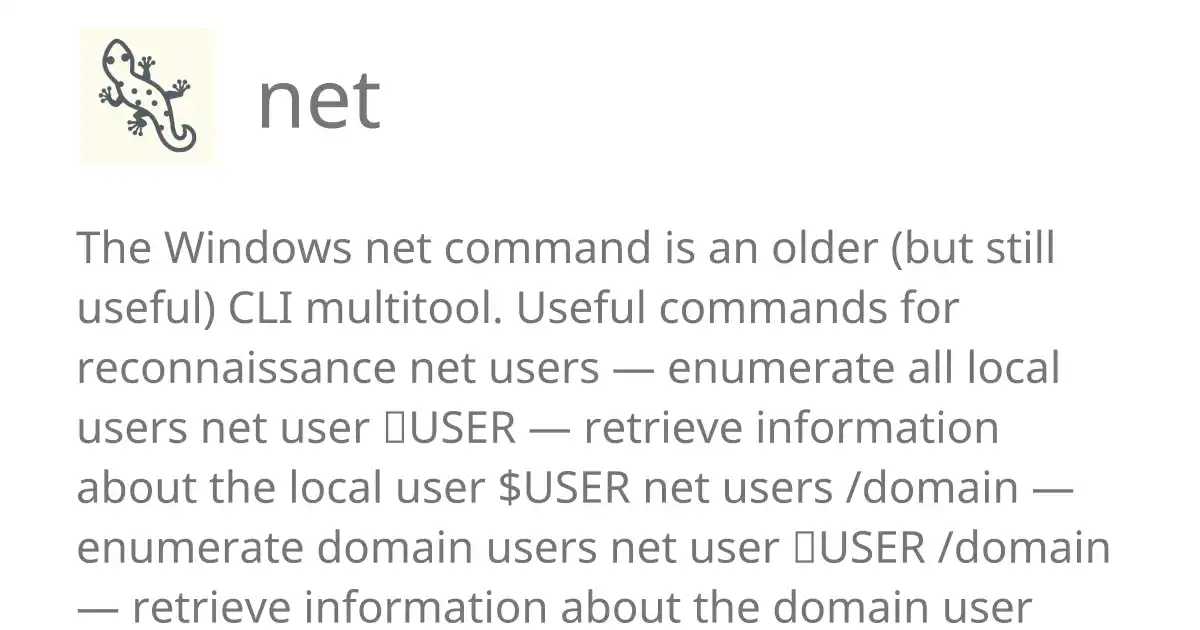 net
The Windows net command is an older (but still
useful) CLI multitool. Useful commands for
reconnaissance net users — enumerate all local
users net user ▯USER — retrieve information
about the local user $USER net users /domain —
enumerate domain users net user ▯USER /domain
— retrieve information about the domain user